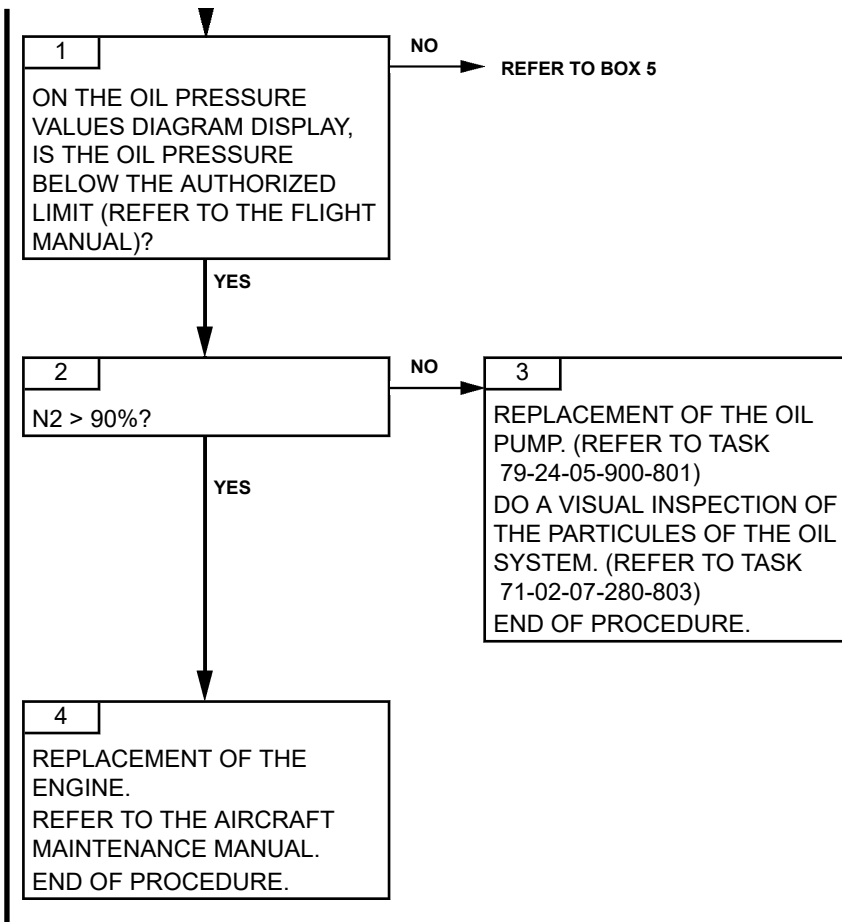 1
NO
REFER TO BOX 5
ON THE OIL PRESSURE
VALUES DIAGRAM DISPLAY,
IS THE OIL PRESSURE
BELOW THE AUTHORIZED
LIMIT (REFER TO THE FLIGHT
MANUAL)?
YES
2
NO
N2 > 90%?
YES
3
REPLACEMENT OF THE OIL
PUMP. (REFER TO TASK
79-24-05-900-801)
DO A VISUAL INSPECTION OF
THE PARTICULES OF THE OIL
SYSTEM. (REFER TO TASK
71-02-07-280-803)
END OF PROCEDURE.
4
REPLACEMENT OF THE
ENGINE.
REFER TO THE AIRCRAFT
MAINTENANCE MANUAL.
END OF PROCEDURE.